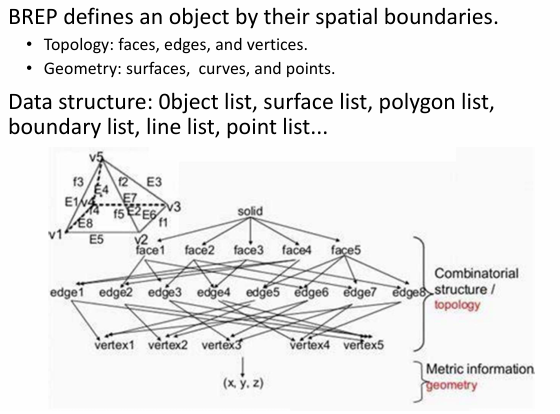 BREP defines an object by their spatial boundaries.
• Topology: faces, edges, and vertices.
• Geometry: surfaces, curves, and points.
Data structure: Object list, surface list, polygon list,
boundary list, line list, point list...
v5
f3 f2 E3
E4
E1 v4 E7 v3
f4 f5 E2 E6
E8 f1
v1 E5 v2
solid
face1 face2 face3 face4 face5
edge1 edge2 edge3 edge4 edge5 edge6 edge7 edge8
vertex1 vertex2 vertex3 vertex4 vertex5
(x, y, z)
Combinatorial
structure /
topology
Metric information
geometry